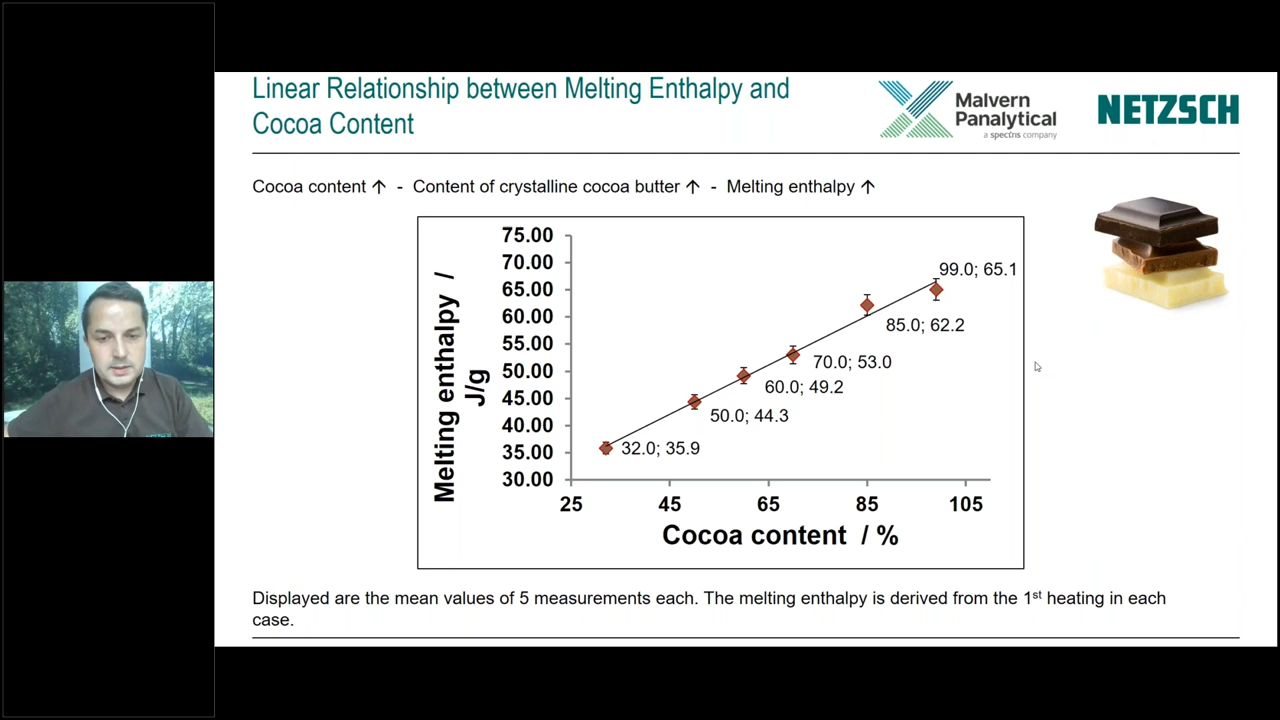 Linear Relationship between Melting Enthalpy and
Cocoa Content
Malvern
Panalytical
a spectris company
NETZSCH
Cocoa content ↑ - Content of crystalline cocoa butter ↑ - Melting enthalpy ↑
75.00
70.00
65.00
60.00
55.00
50.00
45.00
40.00
35.00
30.00
Melting enthalpy /
J/g
99.0; 65.1
85.0; 62.2
70.0; 53.0
60.0; 49.2
50.0; 44.3
32.0; 35.9
25 45 65 85 105
Cocoa content / %
Displayed are the mean values of 5 measurements each. The melting enthalpy is derived from the 1st heating in each
case.